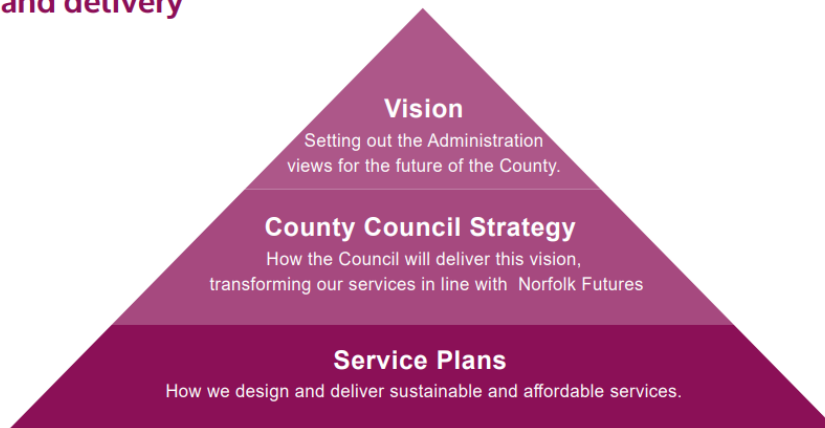 and delivery
Vision
Setting out the Administration
views for the future of the County.
County Council Strategy
How the Council will deliver this vision,
transforming our services in line with  Norfolk Futures
Service Plans
How we design and deliver sustainable and affordable services.